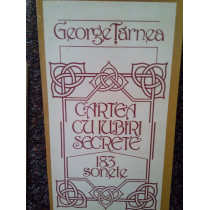 George Țărnea
CARTEA
CU IUBIRI
SECRETE
183
sonete